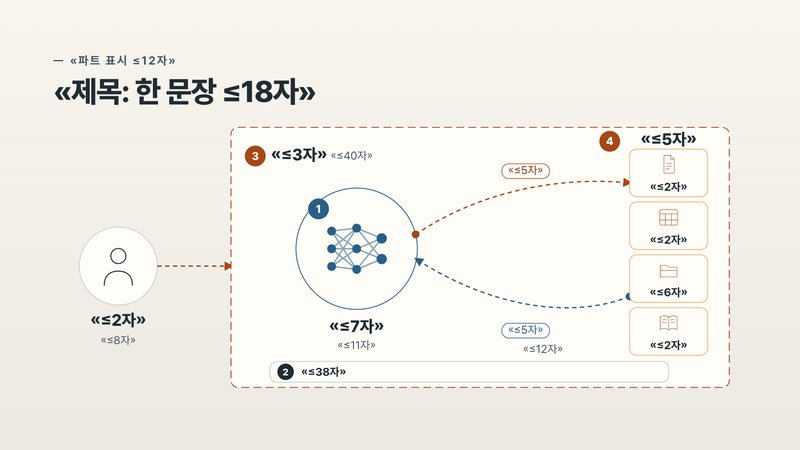 — «파트 표시 ≤12자»
«제목: 한 문장 ≤18자»
3 «≤3자» «≤40자»
4 «≤5자»
«≤5자»
«≤2자»
1
«≤2자»
«≤6자»
«≤2자»
«≤2자»
«≤8자»
«≤7자»
«≤11자»
«≤5자»
«≤12자»
2 «≤38자»